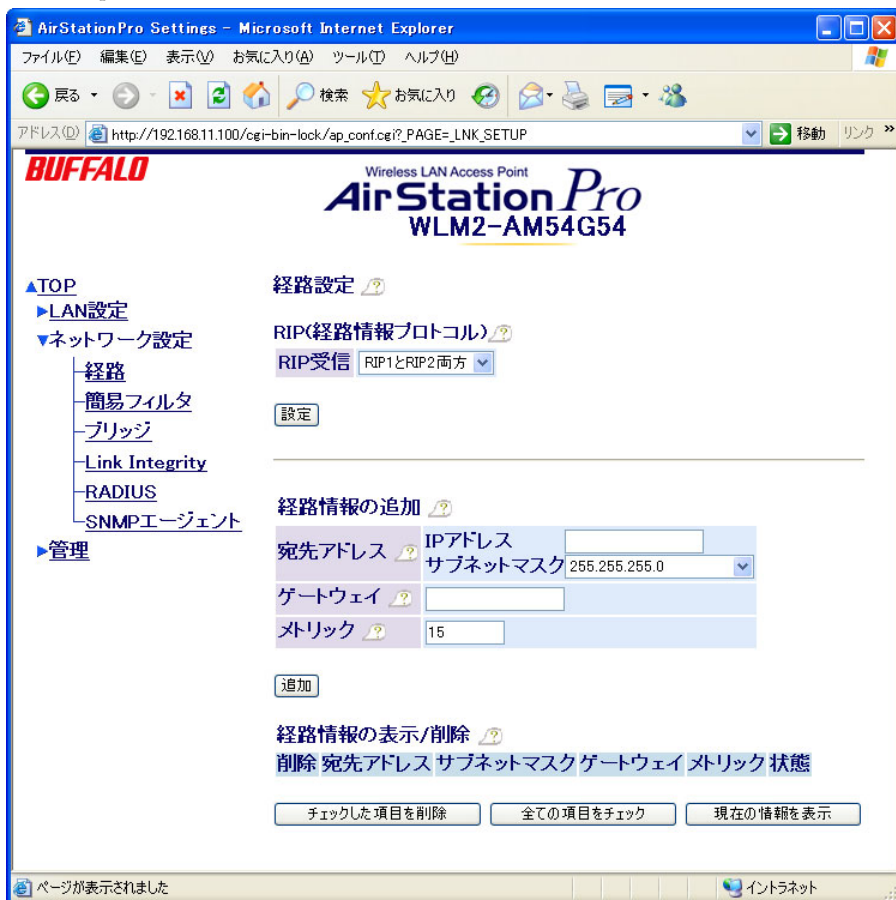 AirStationPro Settings - Microsoft Internet Explorer
ファイル(F) 編集(E) 表示(V) お気に入り(A) ツール(T) ヘルプ(H)
戻る 検索 お気に入り
アドレス(D) http://192.168.11.100/cgi-bin-lock/ap_conf.cgi?_PAGE=_LNK_SETUP 移動 リンク »
BUFFALO
Wireless LAN Access Point
AirStation Pro
WLM2-AM54G54
▲TOP
►LAN設定
▼ネットワーク設定
経路
簡易フィルタ
ブリッジ
Link Integrity
RADIUS
SNMPエージェント
►管理
経路設定 ?
RIP(経路情報プロトコル) ?
RIP受信 RIP1とRIP2両方
設定
経路情報の追加 ?
宛先アドレス ? IPアドレス
サブネットマスク 255.255.255.0
ゲートウェイ ?
メトリック ? 15
追加
経路情報の表示/削除 ?
削除 宛先アドレス サブネットマスク ゲートウェイ メトリック 状態
チェックした項目を削除 全ての項目をチェック 現在の情報を表示
ページが表示されました イントラネット